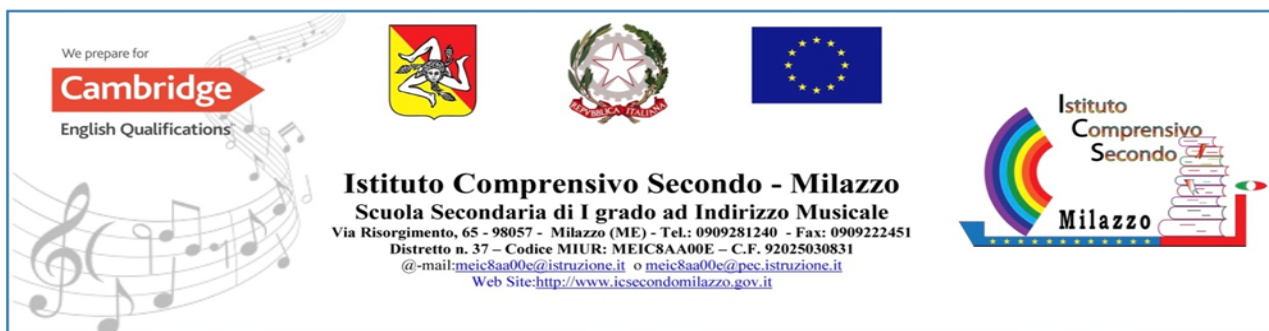 We prepare for
Cambridge
English Qualifications
REPVBBLICA ITALIANA
Istituto
Comprensivo
Secondo
Milazzo
Istituto Comprensivo Secondo - Milazzo
Scuola Secondaria di I grado ad Indirizzo Musicale
Via Risorgimento, 65 - 98057 - Milazzo (ME) - Tel.: 0909281240 - Fax: 0909222451
Distretto n. 37 – Codice MIUR: MEIC8AA00E – C.F. 92025030831
@-mail:meic8aa00e@istruzione.it o meic8aa00e@pec.istruzione.it
Web Site:http://www.icsecondomilazzo.gov.it